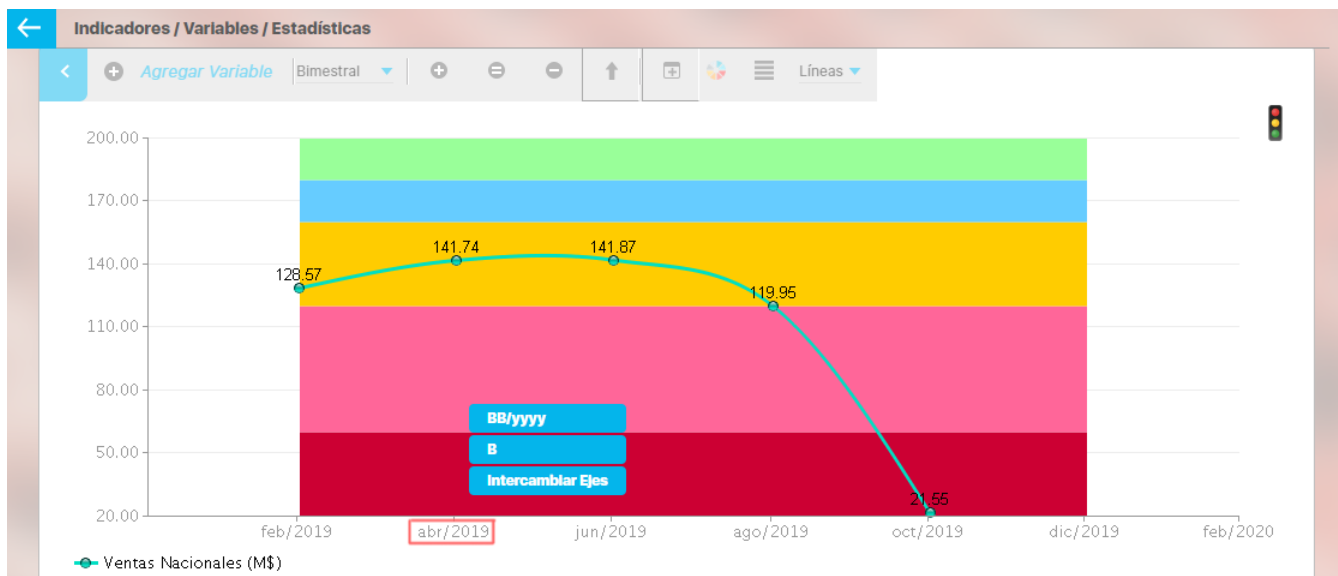 Indicadores / Variables / Estadísticas
Agregar Variable Bimestral Líneas
200.00
170.00
141.74 141.87
140.00
128.57
119.95
110.00
80.00
BB/yyyy
50.00
B
Intercambiar Ejes
21.55
20.00
feb/2019 abr/2019 jun/2019 ago/2019 oct/2019 dic/2019 feb/2020
Ventas Nacionales (M$)